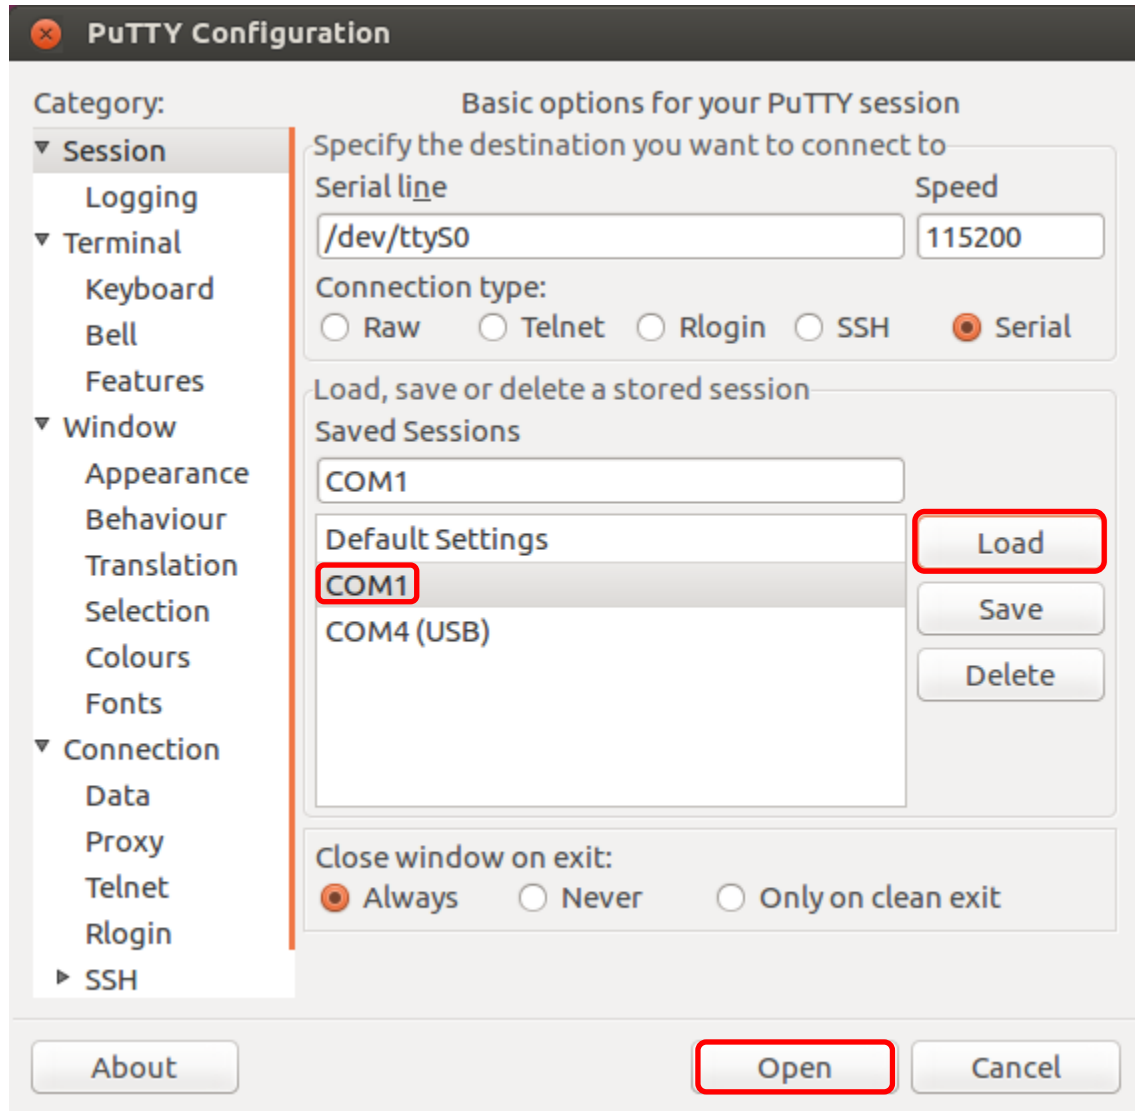 PuTTY Configuration
Category:
Session
Logging
Terminal
Keyboard
Bell
Features
Window
Appearance
Behaviour
Translation
Selection
Colours
Fonts
Connection
Data
Proxy
Telnet
Rlogin
SSH
Basic options for your PuTTY session
Specify the destination you want to connect to
Serial line Speed
/dev/ttyS0 115200
Connection type:
Raw Telnet Rlogin SSH Serial
Load, save or delete a stored session
Saved Sessions
COM1
Default Settings
COM1
COM4 (USB)
Load
Save
Delete
Close window on exit:
Always Never Only on clean exit
About Open Cancel